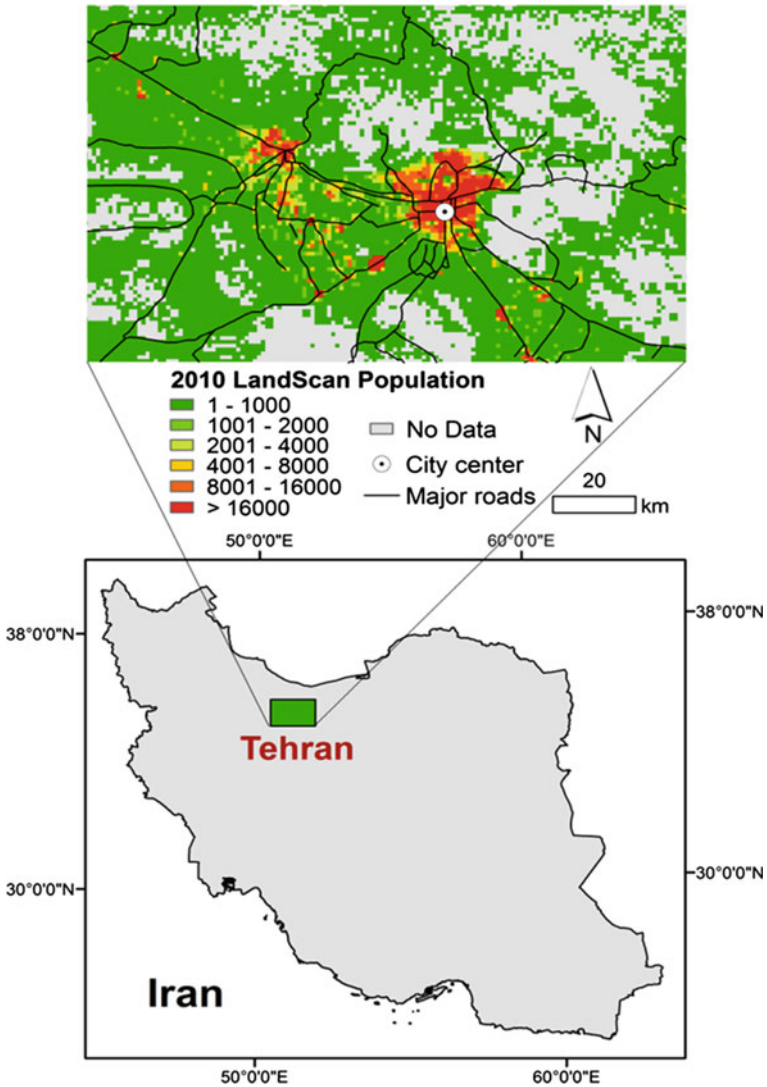 2010 LandScan Population
1 - 1000
1001 - 2000
2001 - 4000
4001 - 8000
8001 - 16000
> 16000
No Data
City center
Major roads
N
20
km
50°0'0"E
60°0'0"E
38°0'0"N
38°0'0"N
Tehran
30°0'0"N
30°0'0"N
Iran
50°0'0"E
60°0'0"E